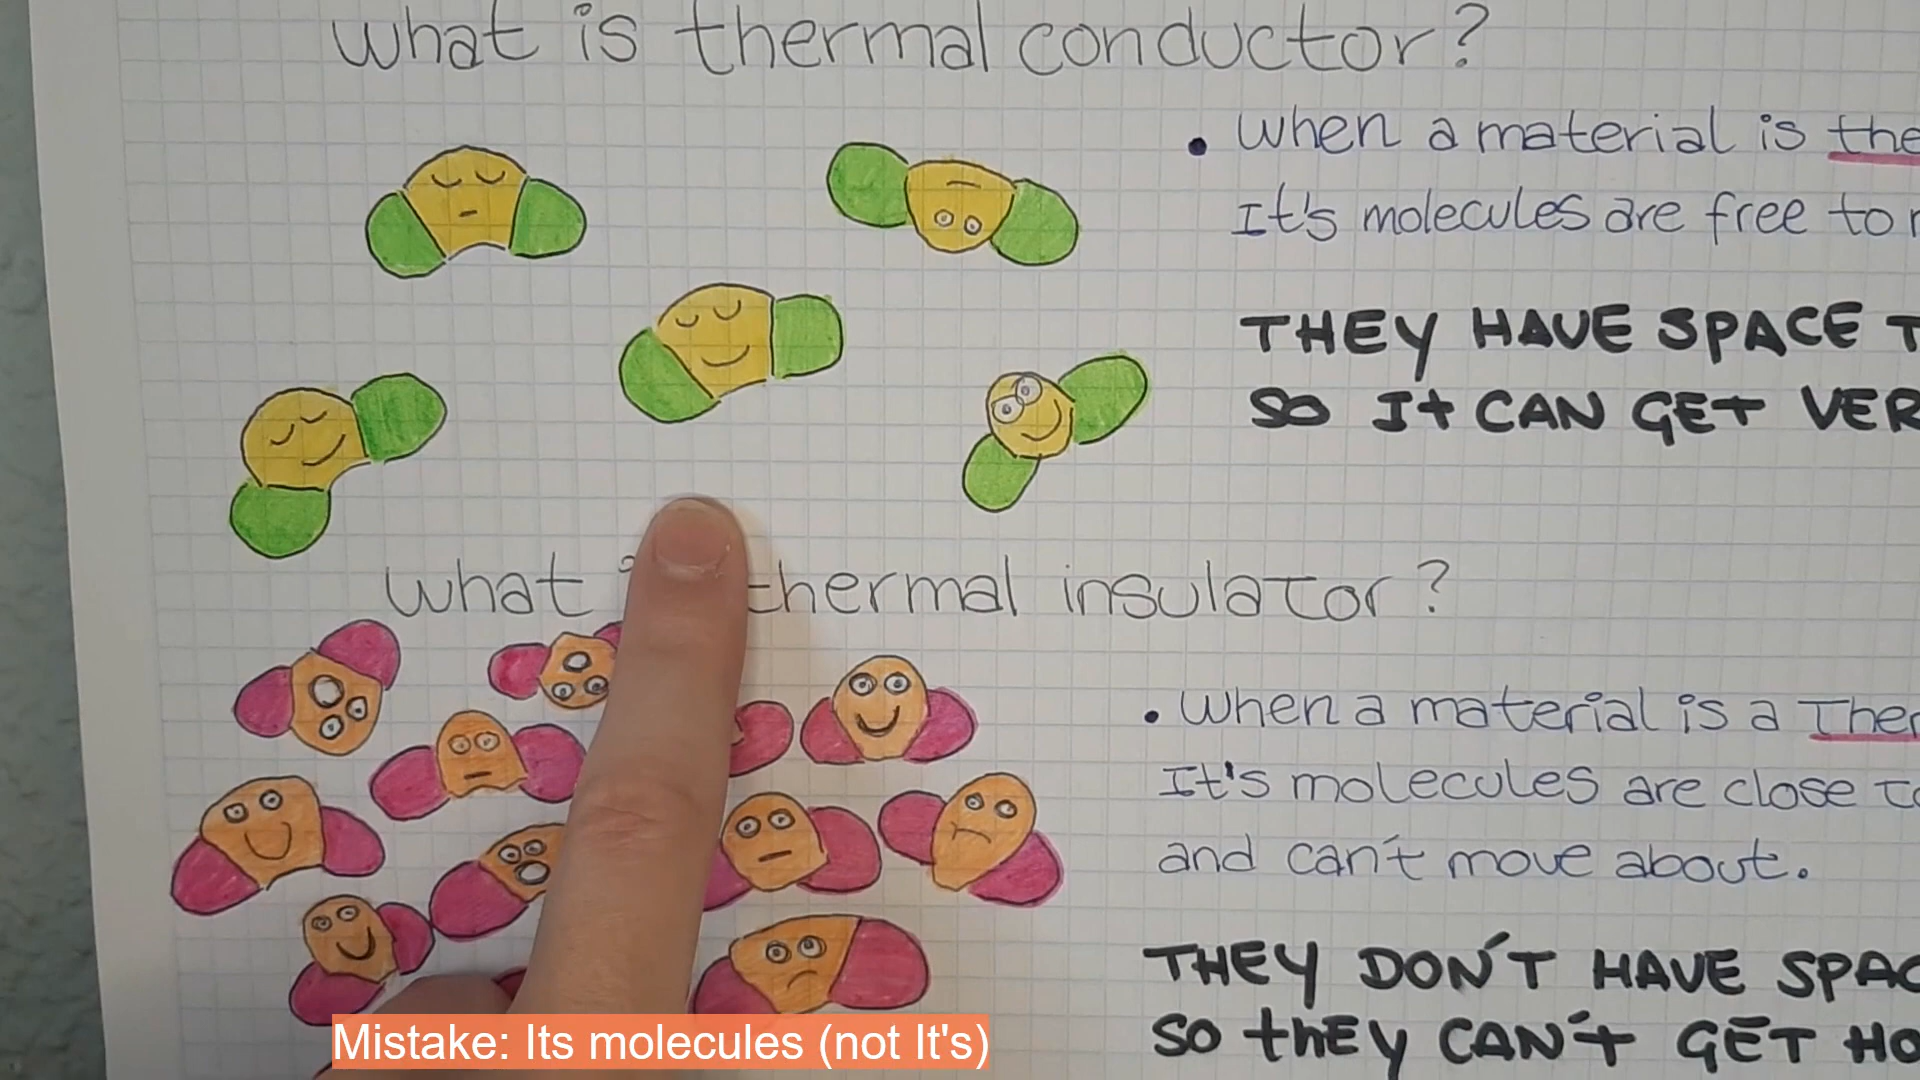 What is thermal conductor?
. When a material is the
It's molecules are free to
THEY HAVE SPACE T
SO It CAN GET VER
What thermal insulator?
. When a material is a Ther
It's molecules are close to
and can't move about.
THEY DON'T HAVE SPAC
SO thEY CAN'T GET HO
Mistake: Its molecules (not It's)